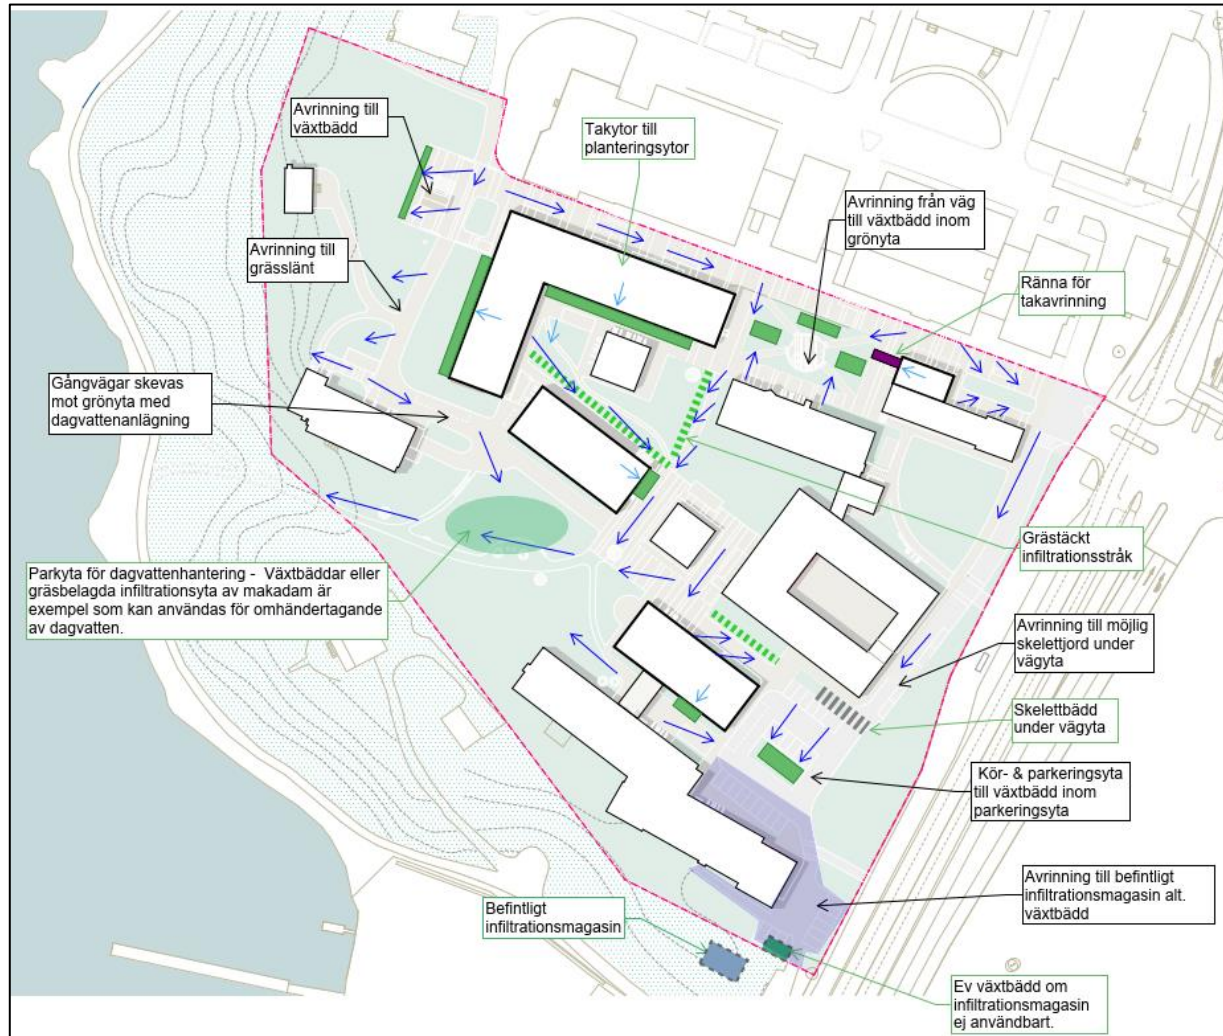 Avrinning till
växtbädd
Takytor till
planteringsytor
Avrinning från väg
till växtbädd inom
grönyta
Avrinning till
grässlänt
Ränna för
takavrinning
Gångvägar skevas
mot grönyta med
dagvattenanlägning
Grästäckt
infiltrationsstråk
Parkyta för dagvattenhantering - Växtbäddar eller
gräsbelagda infiltrationsyta av makadam är
exempel som kan användas för omhändertagande
av dagvatten.
Avrinning till möjlig
skelettjord under
vägyta
Skelettbädd
under vägyta
Kör- & parkeringsyta
till växtbädd inom
parkeringsyta
Avrinning till befintligt
infiltrationsmagasin alt.
växtbädd
Befintligt
infiltrationsmagasin
Ev växtbädd om
infiltrationsmagasin
ej användbart.